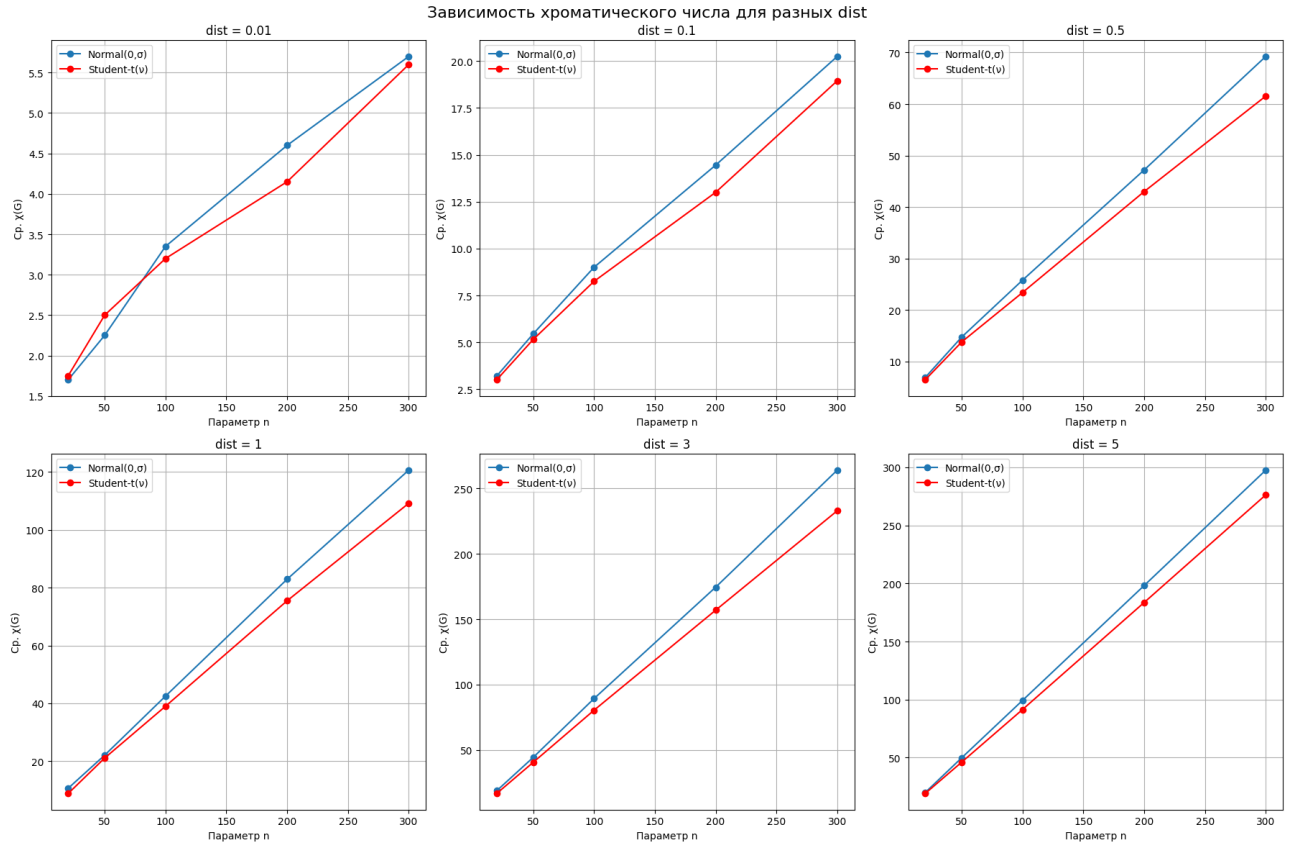 Зависимость хроматического числа для разных dist
dist = 0.01
Normal(0,σ)
Student-t(ν)
5.5
5.0
4.5
4.0
3.5
3.0
2.5
2.0
1.5
Ср. χ(G)
50 100 150 200 250 300
Параметр n
dist = 0.1
Normal(0,σ)
Student-t(ν)
20.0
17.5
15.0
12.5
10.0
7.5
5.0
2.5
Ср. χ(G)
50 100 150 200 250 300
Параметр n
dist = 0.5
Normal(0,σ)
Student-t(ν)
70
60
50
40
30
20
10
Ср. χ(G)
50 100 150 200 250 300
Параметр n
dist = 1
Normal(0,σ)
Student-t(ν)
120
100
80
60
40
20
Ср. χ(G)
50 100 150 200 250 300
Параметр n
dist = 3
Normal(0,σ)
Student-t(ν)
250
200
150
100
50
Ср. χ(G)
50 100 150 200 250 300
Параметр n
dist = 5
Normal(0,σ)
Student-t(ν)
300
250
200
150
100
50
Ср. χ(G)
50 100 150 200 250 300
Параметр n